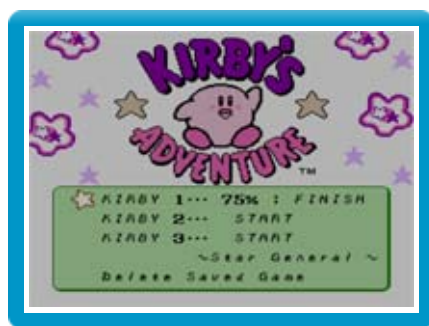 KIRBY'S
ADVENTURE ™
KIRBY 1··· 75% : FINISH
KIRBY 2··· START
KIRBY 3··· START
~Star General~
Delete Saved Game